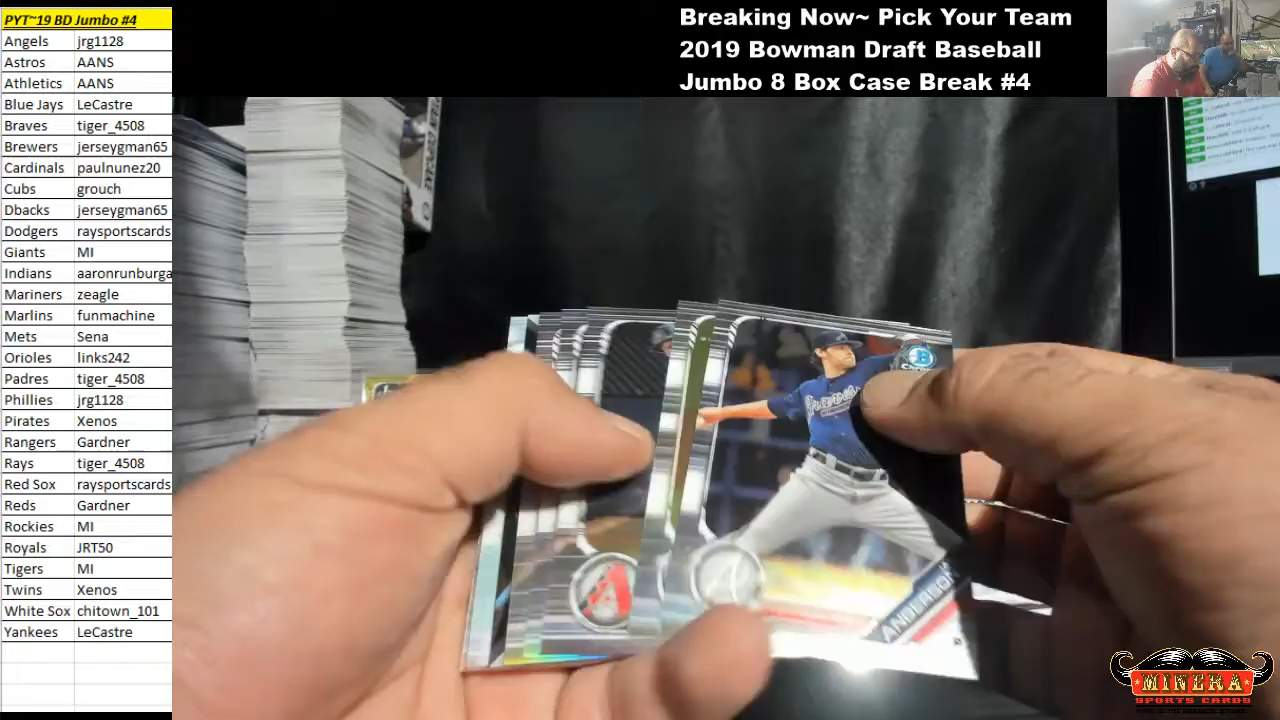 PYT~19 BD Jumbo #4
Angels jrg1128
Astros AANS
Athletics AANS
Blue Jays LeCastre
Braves tiger_4508
Brewers jerseygman65
Cardinals paulnunez20
Cubs grouch
Dbacks jerseygman65
Dodgers raysportscards
Giants MI
Indians aaronrunburga
Mariners zeagle
Marlins funmachine
Mets Sena
Orioles links242
Padres tiger_4508
Phillies jrg1128
Pirates Xenos
Rangers Gardner
Rays tiger_4508
Red Sox raysportscards
Reds Gardner
Rockies MI
Royals JRT50
Tigers MI
Twins Xenos
White Sox chitown_101
Yankees LeCastre
Breaking Now~ Pick Your Team
2019 Bowman Draft Baseball
Jumbo 8 Box Case Break #4
B
Braves
A
ANDERSON
MINERA
SPORTS CARDS